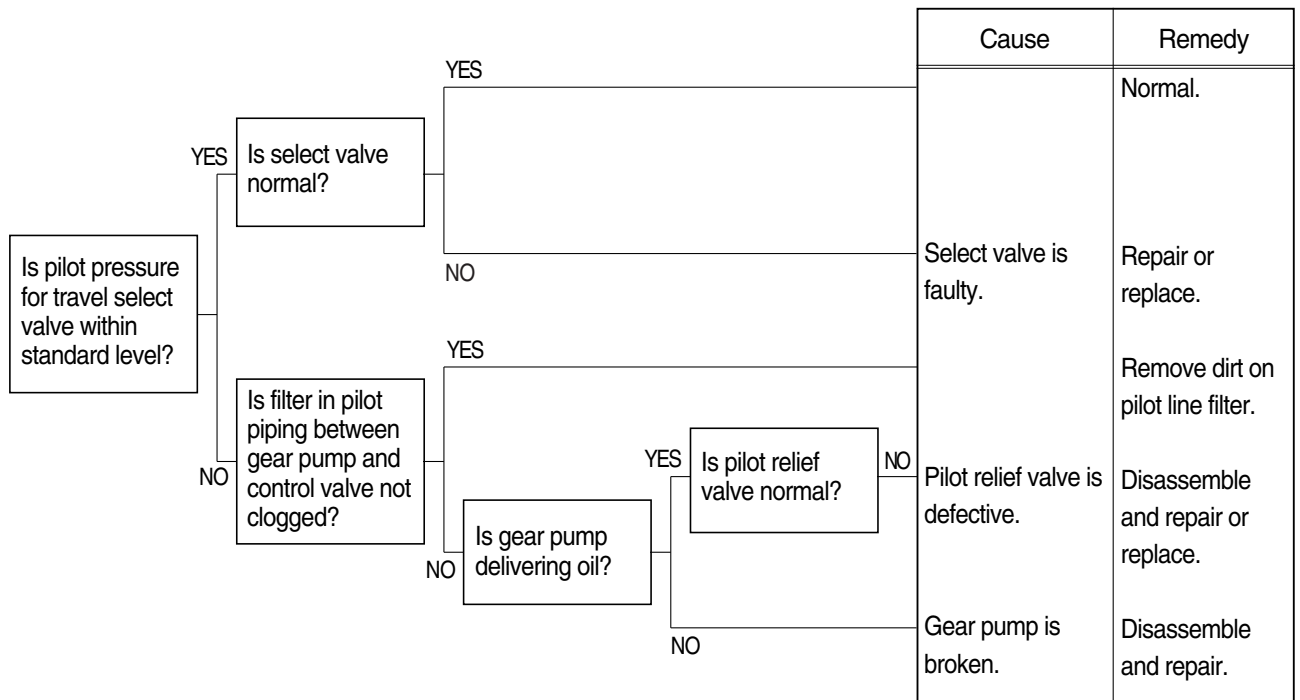 Cause
Remedy
YES
Normal.
YES
Is select valve
normal?
NO
Select valve is
faulty.
Repair or
replace.
Is pilot pressure
for travel select
valve within
standard level?
YES
Remove dirt on
pilot line filter.
NO
Is filter in pilot
piping between
gear pump and
control valve not
clogged?
YES
Is pilot relief
valve normal?
NO
Pilot relief valve is
defective.
Disassemble
and repair or
replace.
NO
Is gear pump
delivering oil?
NO
Gear pump is
broken.
Disassemble
and repair.